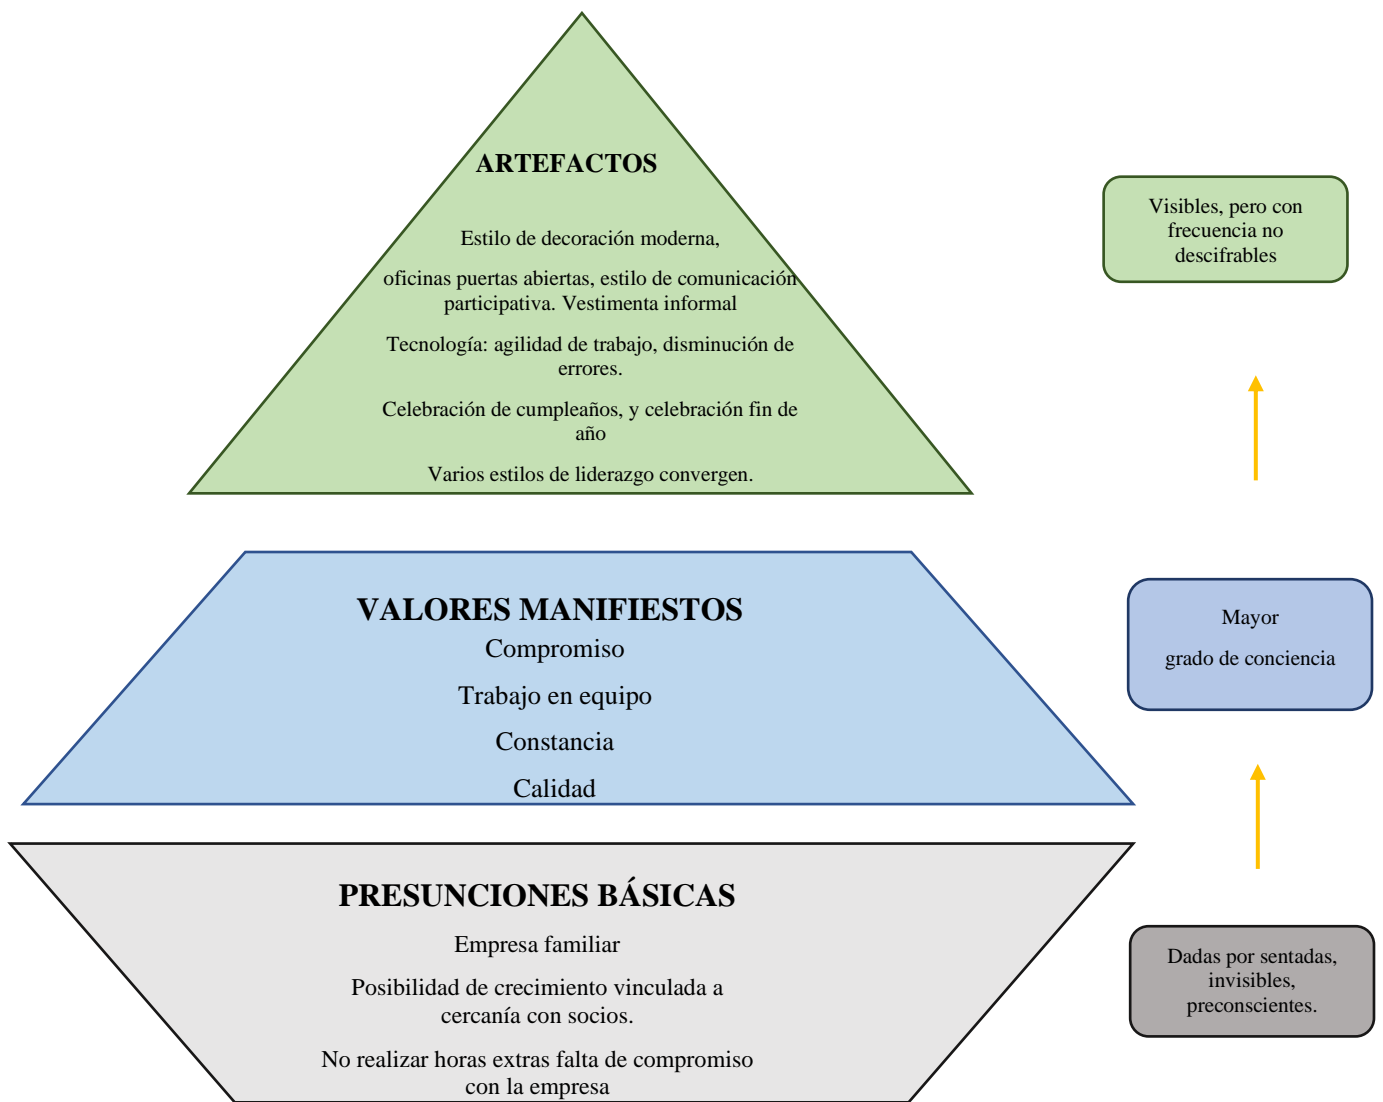 ARTEFACTOS
Estilo de decoración moderna,
oficinas puertas abiertas, estilo de comunicación
participativa. Vestimenta informal
Tecnología: agilidad de trabajo, disminución de
errores.
Celebración de cumpleaños, y celebración fin de
año
Varios estilos de liderazgo convergen.
Visibles, pero con
frecuencia no
descifrables
VALORES MANIFIESTOS
Compromiso
Trabajo en equipo
Constancia
Calidad
Mayor
grado de conciencia
PRESUNCIONES BÁSICAS
Empresa familiar
Posibilidad de crecimiento vinculada a
cercanía con socios.
No realizar horas extras falta de compromiso
con la empresa
Dadas por sentadas,
invisibles,
preconscientes.